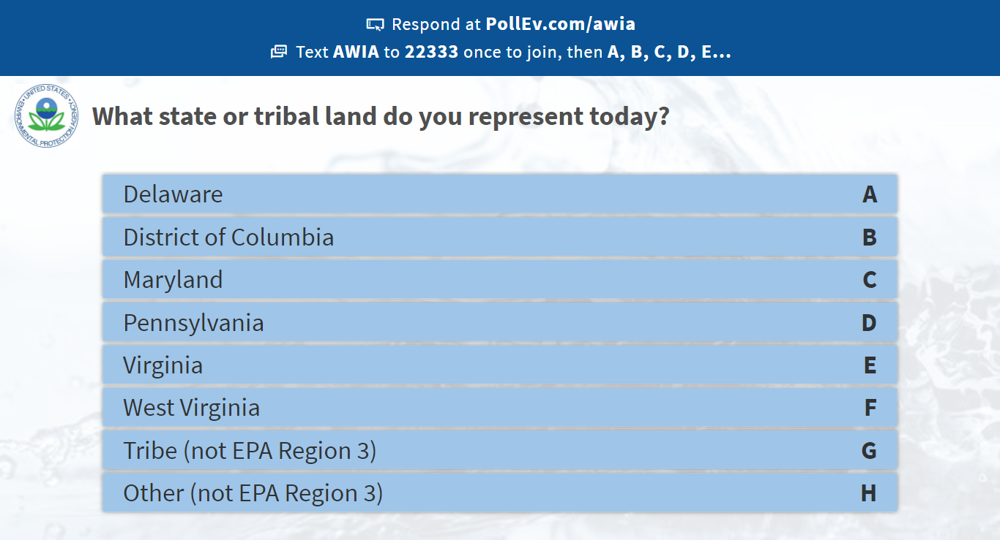 Respond at PollEv.com/awia
Text AWIA to 22333 once to join, then A, B, C, D, E...
UNITED STATES
ENVIRONMENTAL PROTECTION AGENCY
What state or tribal land do you represent today?
Delaware A
District of Columbia B
Maryland C
Pennsylvania D
Virginia E
West Virginia F
Tribe (not EPA Region 3) G
Other (not EPA Region 3) H